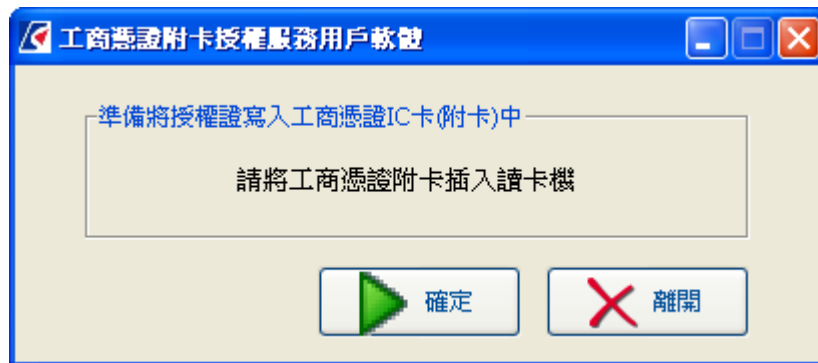 工商憑證附卡授權服務用戶軟體
準備將授權證寫入工商憑證IC卡(附卡)中
請將工商憑證附卡插入讀卡機
確定
離開